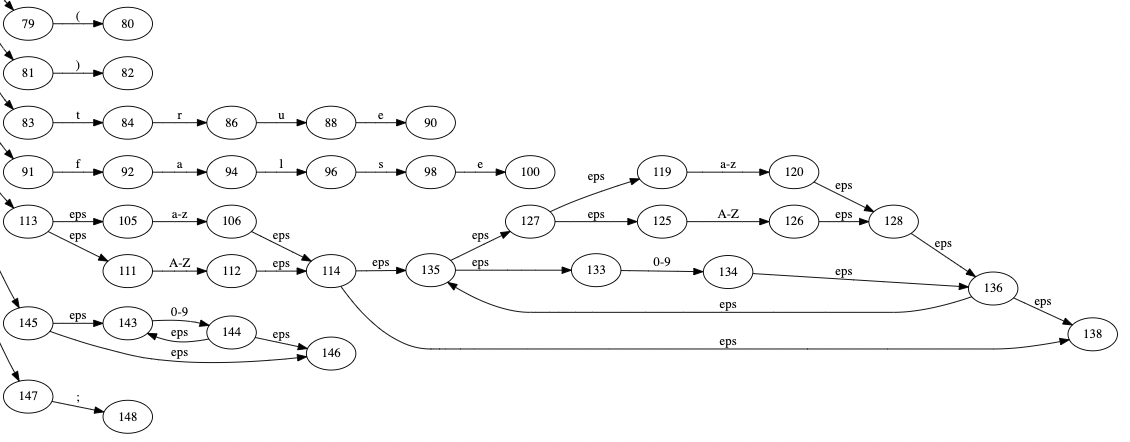 79 ( 80
81 ) 82
83 t 84 r 86 u 88 e 90
91 f 92 a 94 l 96 s 98 e 100
eps 119 a-z 120 eps
113 eps 105 a-z 106 127 eps 125 A-Z 126 eps 128
eps eps eps eps
111 A-Z 112 eps 114 eps 135 eps 133 0-9 134 eps 136
eps eps
145 eps 143 0-9 144 eps 138
eps
eps 146 eps
147 ; 148